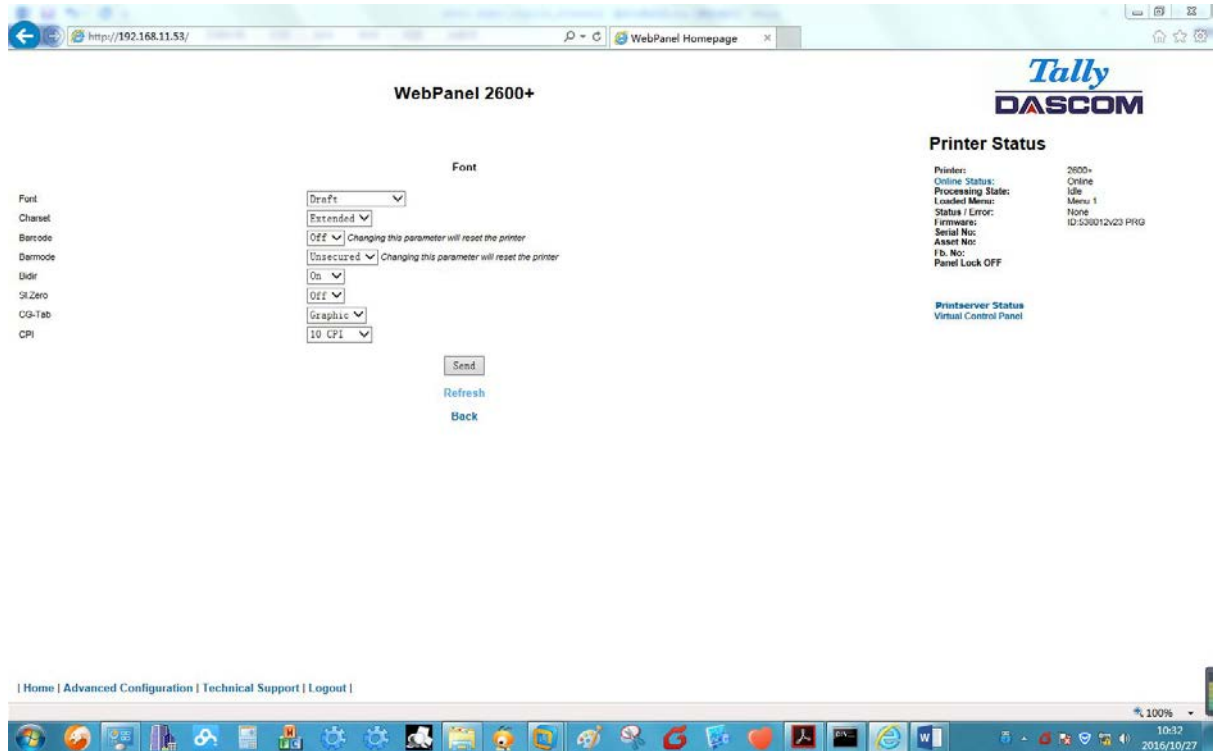 http://192.168.11.53/
WebPanel Homepage
Tally
DASCOM
WebPanel 2600+
Printer Status
Font
Printer: 2600+
Online Status: Online
Processing State: Idle
Loaded Menu: Menu 1
Status / Error: None
Firmware: ID:538012v23 PRG
Serial No:
Asset No:
Fb. No:
Panel Lock OFF
Printserver Status
Virtual Control Panel
Font Draft
Charset Extended
Barcode Off Changing this parameter will reset the printer
Barmode Unsecured Changing this parameter will reset the printer
Bidir On
Sl.Zero Off
CG-Tab Graphic
CPI 10 CPI
Send
Refresh
Back
| Home | Advanced Configuration | Technical Support | Logout |
100%
10:32
2016/10/27